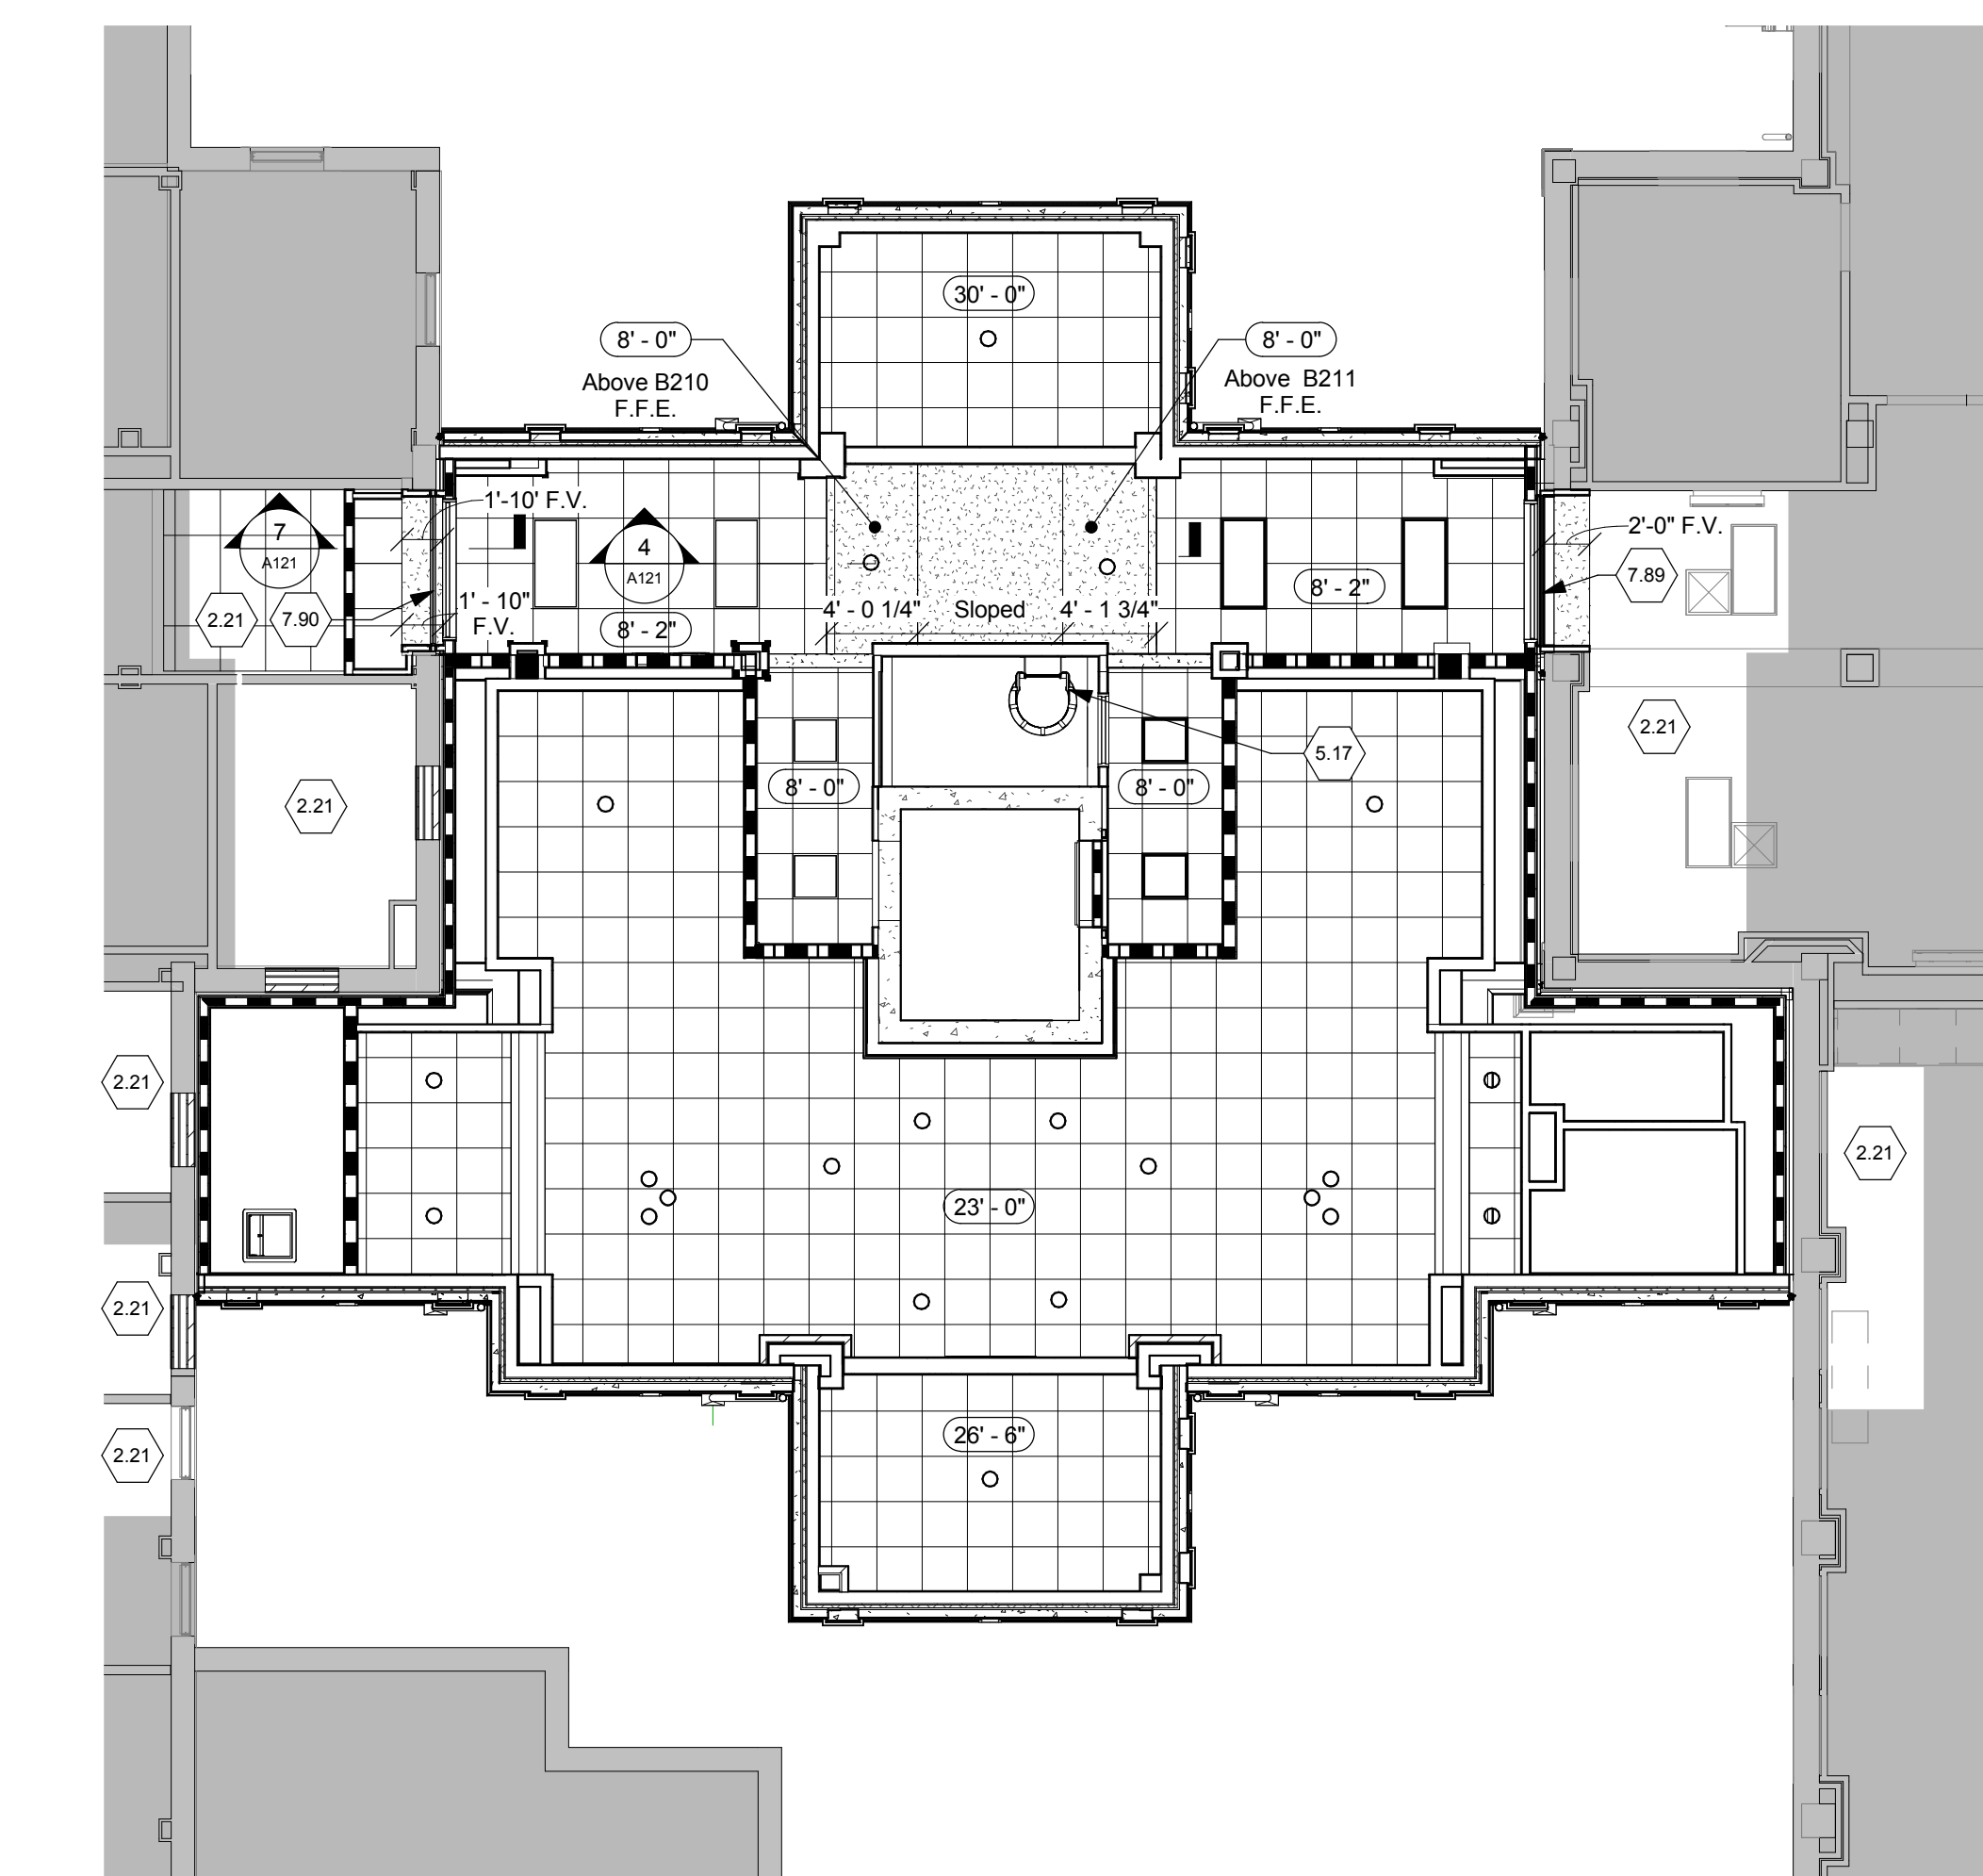 30' - 0"
8' - 0"
Above B210
F.F.E.
8' - 0"
Above  B211
F.F.E.
1'-10' F.V.
7
A121
4
A121
2'-0" F.V.
7.89
2.21
7.90
1' - 10"
F.V.
8' - 2"
4' - 0 1/4"
Sloped
4' - 1 3/4"
8' - 2"
2.21
5.17
2.21
8' - 0"
8' - 0"
2.21
2.21
23' - 0"
2.21
2.21
26' - 6"